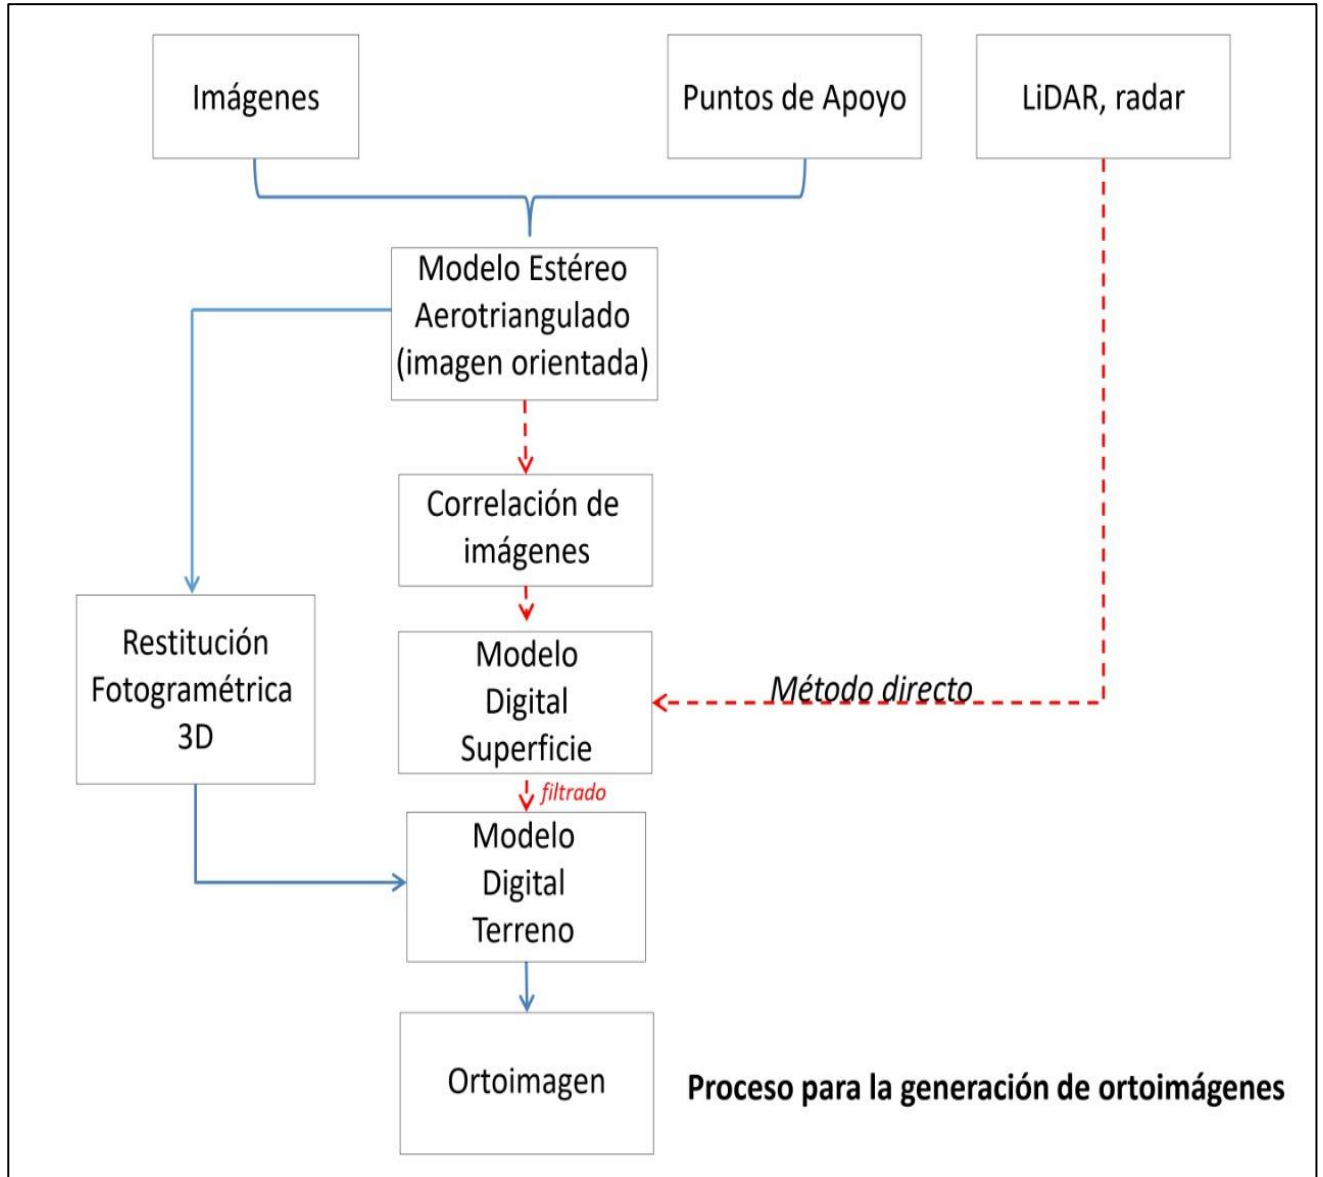 Imágenes
Puntos de Apoyo
LiDAR, radar
Modelo Estéreo
Aerotriangulado
(imagen orientada)
Correlación de
imágenes
Restitución
Fotogramétrica
3D
Modelo
Digital
Superficie
Método directo
filtrado
Modelo
Digital
Terreno
Ortoimagen
Proceso para la generación de ortoimágenes